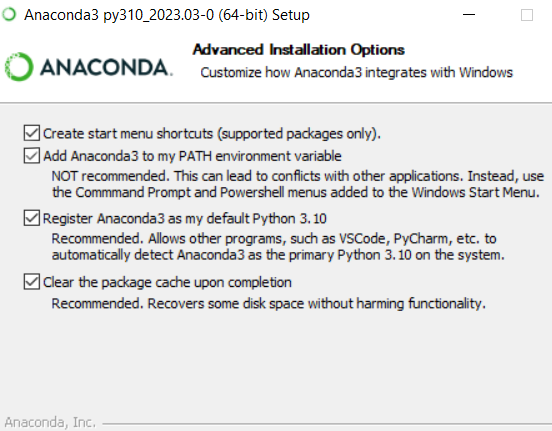 Anaconda3 py310_2023.03-0 (64-bit) Setup
ANACONDA.
Advanced Installation Options
Customize how Anaconda3 integrates with Windows
Create start menu shortcuts (supported packages only).
Add Anaconda3 to my PATH environment variable
NOT recommended. This can lead to conflicts with other applications. Instead, use
the Commmand Prompt and Powershell menus added to the Windows Start Menu.
Register Anaconda3 as my default Python 3.10
Recommended. Allows other programs, such as VSCode, PyCharm, etc. to
automatically detect Anaconda3 as the primary Python 3.10 on the system.
Clear the package cache upon completion
Recommended. Recovers some disk space without harming functionality.
Anaconda, Inc.